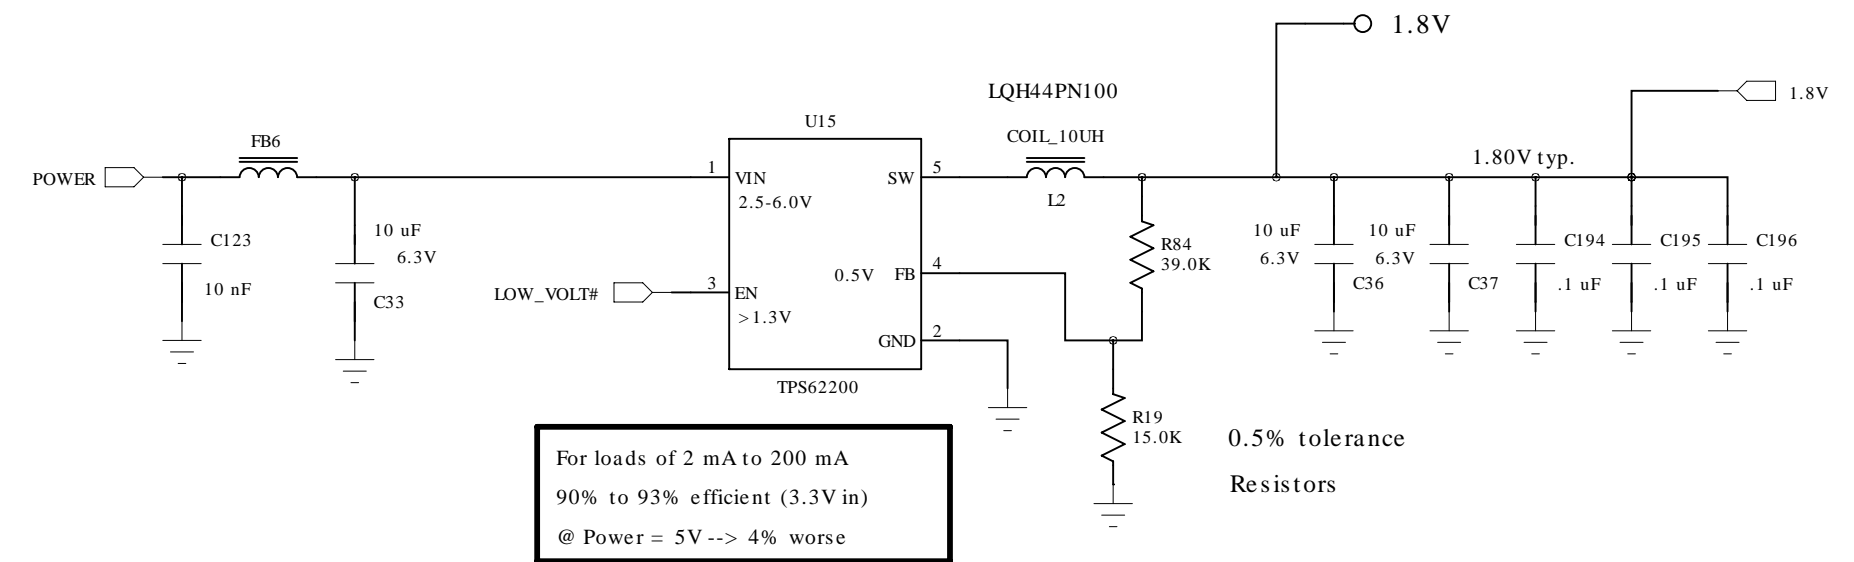 1.8V
LQH44PN100
1.8V
U15
FB6
COIL_10UH
1.80V typ.
POWER
1
VIN
SW
5
2.5-6.0V
L2
C123
10 uF
6.3V
10 nF
C33
R84
39.0K
10 uF
6.3V
C36
10 uF
6.3V
C37
C194
.1 uF
C195
.1 uF
C196
.1 uF
0.5V
FB
4
LOW_VOLT#
3
EN
>1.3V
GND
2
TPS62200
R19
15.0K
0.5% tolerance
Resistors
For loads of 2 mA to 200 mA
90% to 93% efficient (3.3V in)
@ Power = 5V --> 4% worse